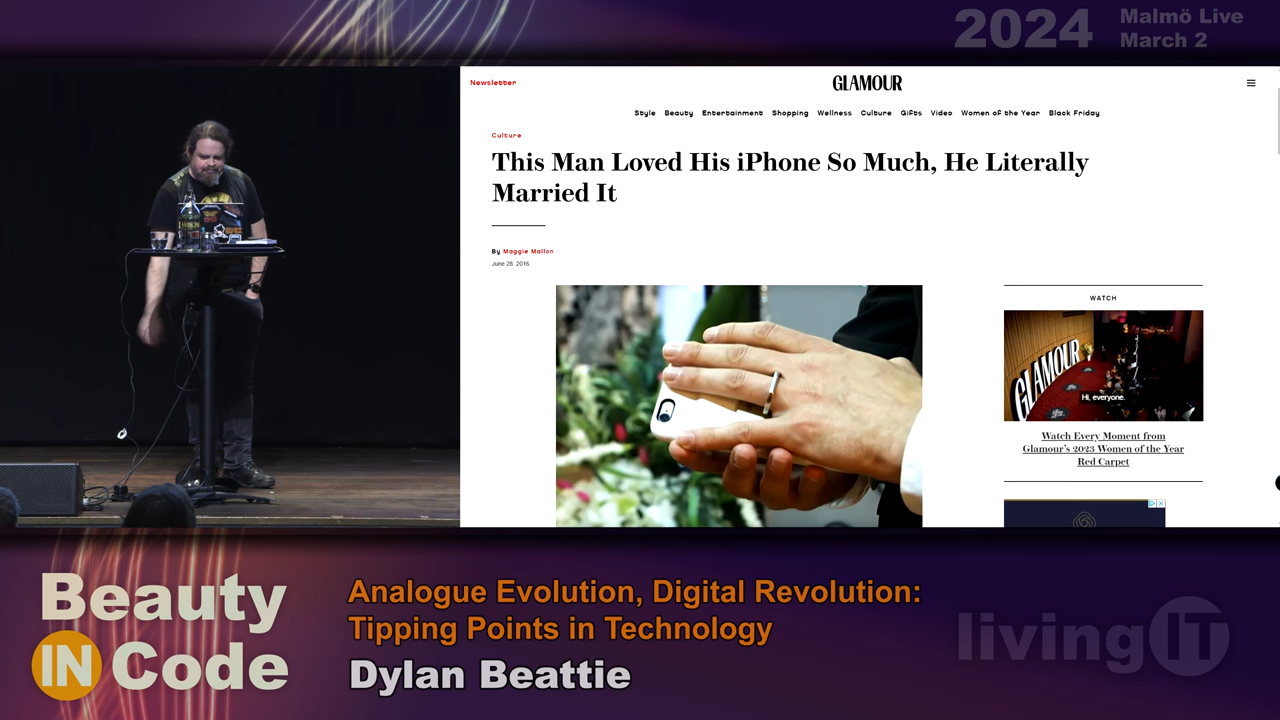 2024
Malmö Live
March 2
Newsletter
GLAMOUR
Style Beauty Entertainment Shopping Wellness Culture Gifts Video Women of the Year Black Friday
Culture
This Man Loved His iPhone So Much, He Literally
Married It
By Maggie Mallon
June 28, 2016
WATCH
GLAMOUR
Hi, everyone.
Watch Every Moment from
Glamour's 2023 Women of the Year
Red Carpet
Beauty
IN Code
Analogue Evolution, Digital Revolution:
Tipping Points in Technology
Dylan Beattie
livingIT